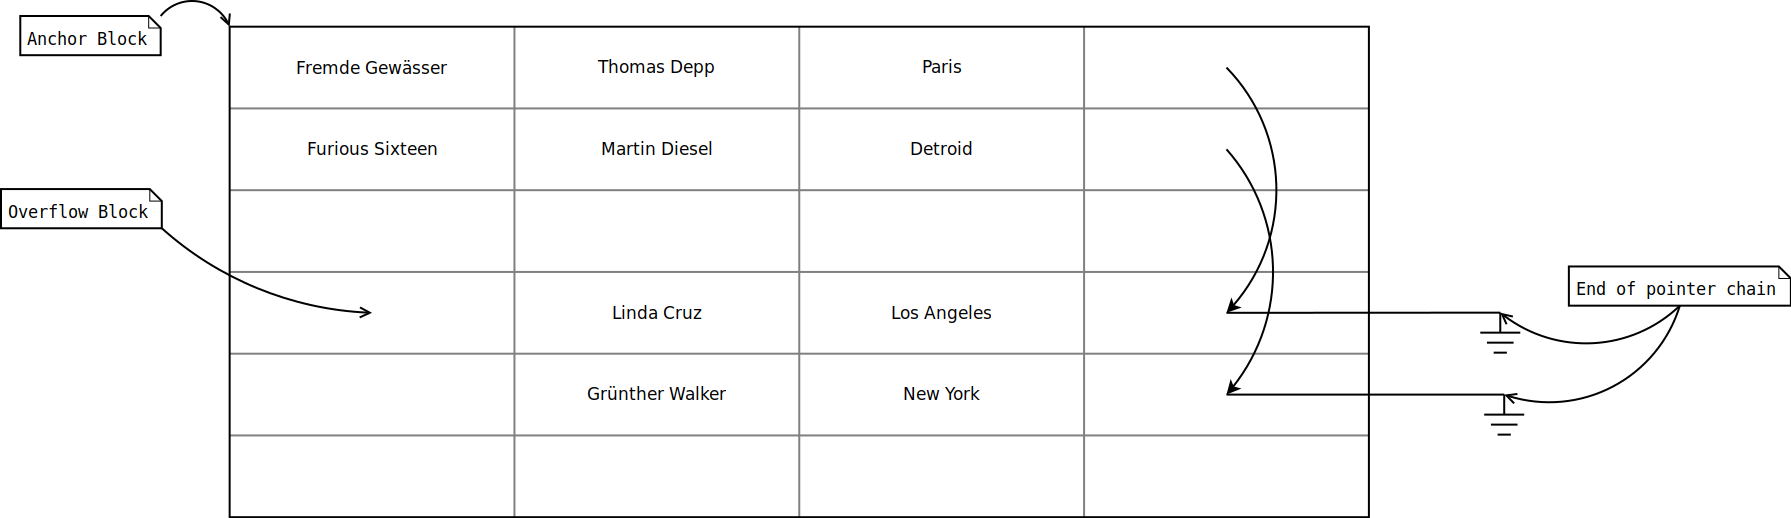 Anchor Block
Fremde Gewässer Thomas Depp Paris
Furious Sixteen Martin Diesel Detroid
Overflow Block
Linda Cruz Los Angeles
End of pointer chain
Grünther Walker New York